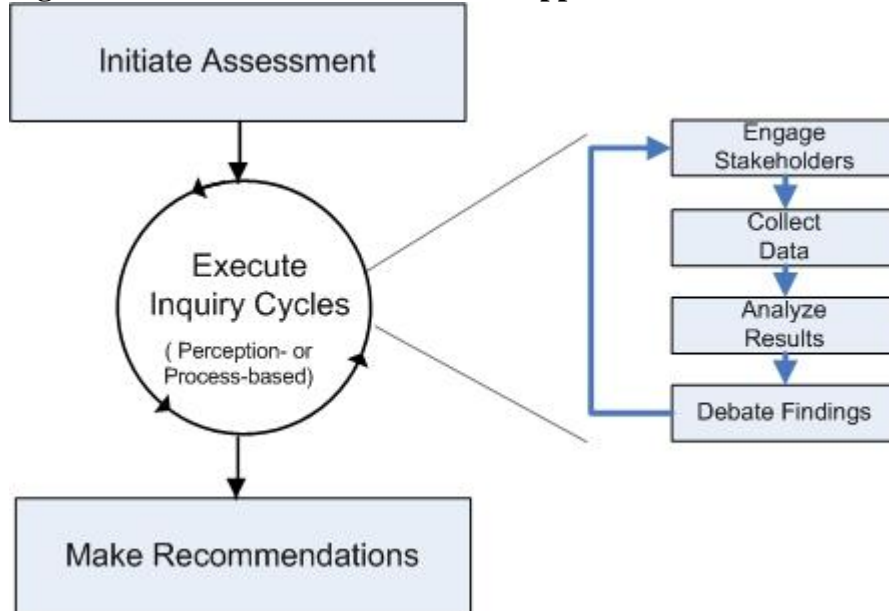 Initiate Assessment
Execute
Inquiry Cycles
( Perception- or
Process-based)
Make Recommendations
Engage
Stakeholders
Collect
Data
Analyze
Results
Debate Findings